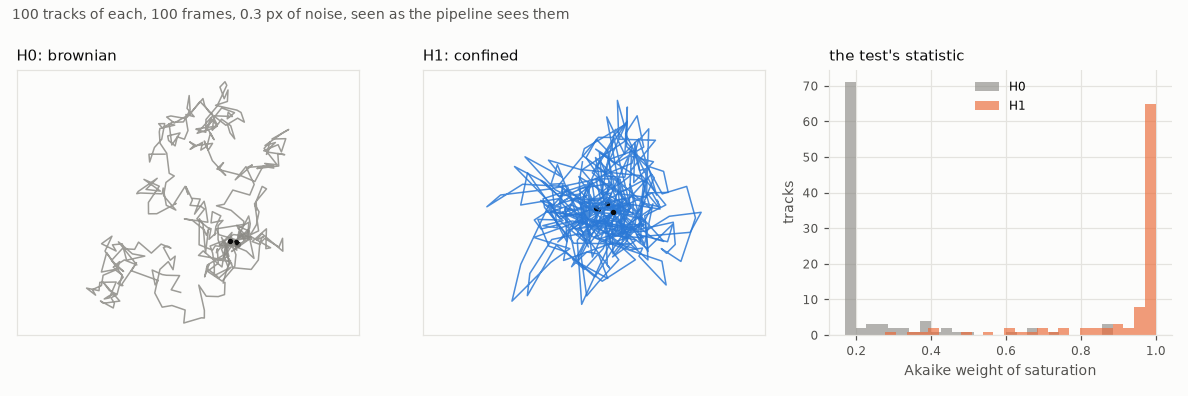 100 tracks of each, 100 frames, 0.3 px of noise, seen as the pipeline sees them
H0: brownian
H1: confined
the test's statistic
H0
H1
70
60
50
40
30
20
10
0
tracks
0.2 0.4 0.6 0.8 1.0
Akaike weight of saturation